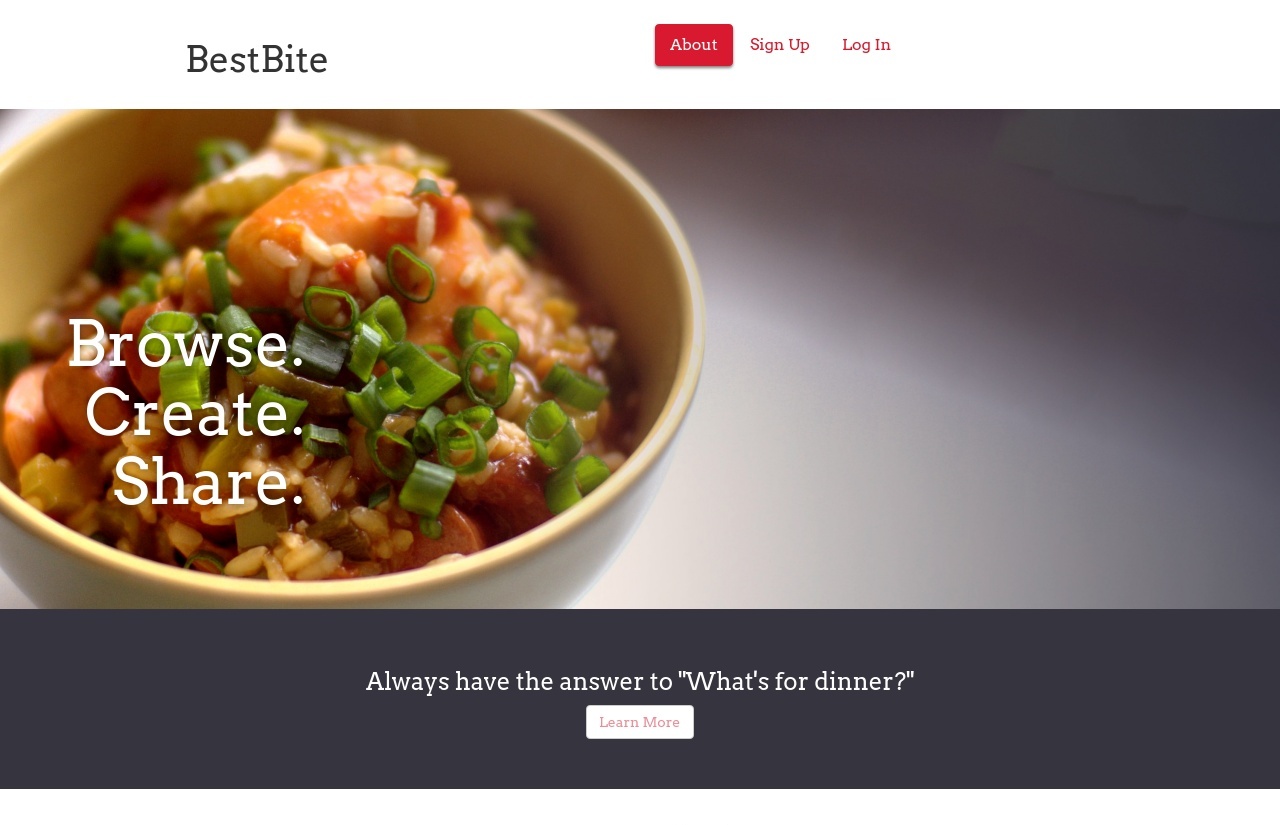 BestBite
About
Sign Up
Log In
Browse.
Create.
Share.
Always have the answer to "What's for dinner?"
Learn More